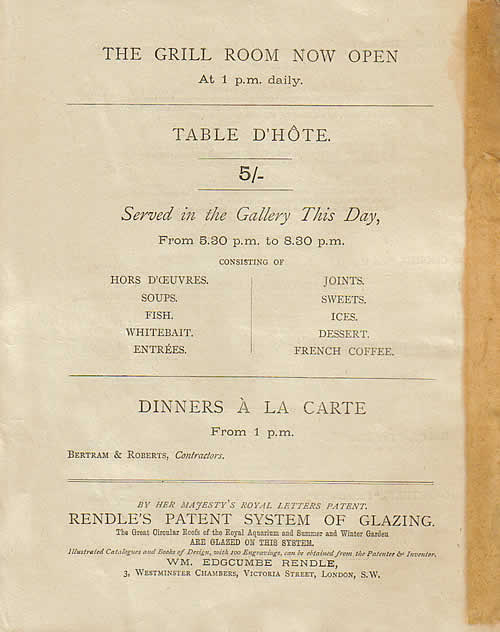 THE GRILL ROOM NOW OPEN
At 1 p.m. daily.
TABLE D'HÔTE.
5/-
Served in the Gallery This Day,
From 5:30 p.m. to 8.30 p.m.
CONSISTING OF
HORS D'ŒUVRES.
SOUPS.
FISH.
WHITEBAIT.
ENTRÉES.
JOINTS.
SWEETS.
ICES.
DESSERT.
FRENCH COFFEE.
DINNERS À LA CARTE
From 1 p.m.
BERTRAM & ROBERTS, Contractors.
BY HER MAJESTY'S ROYAL LETTERS PATENT.
RENDLE'S PATENT SYSTEM OF GLAZING.
The Great Circular Roofs of the Royal Aquarium and Summer and Winter Garden
ARE GLAZED ON THIS SYSTEM.
Illustrated Catalogues and Books of Design, with 100 Engravings, can be obtained from the Patentee & Inventor.
WM. EDGCUMBE RENDLE,
3, WESTMINSTER CHAMBERS, VICTORIA STREET, LONDON, S.W.